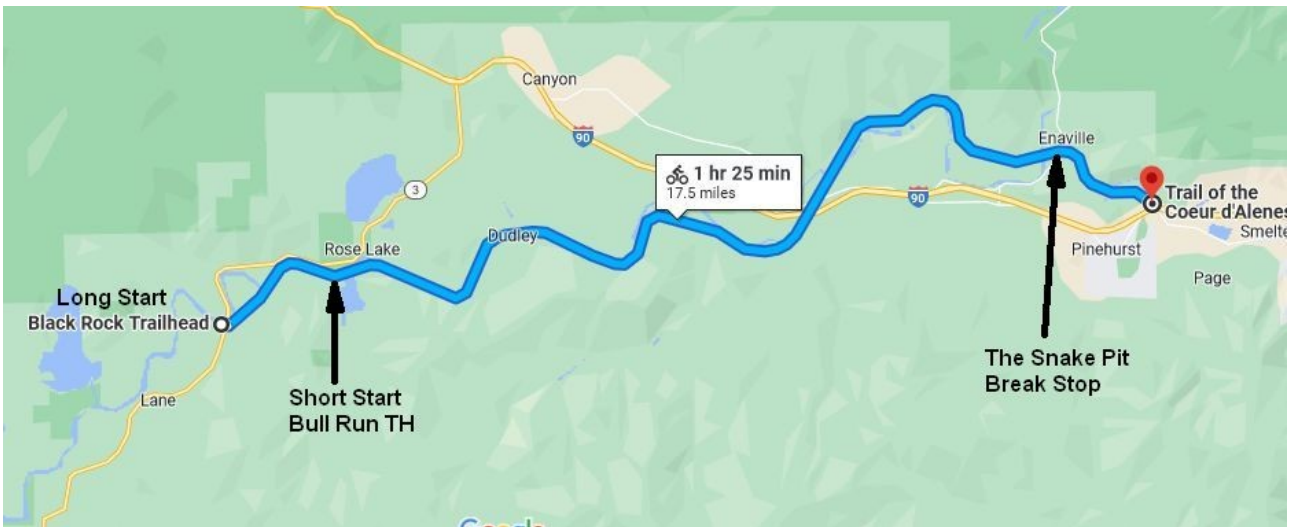 Canyon
90
1 hr 25 min
17.5 miles
Enaville
3
90
Trail of the
Coeur d'Alenes
Smelte
Rose Lake
Dudley
Pinehurst
Page
Long Start
Black Rock Trailhead
Lane
Short Start
Bull Run TH
The Snake Pit
Break Stop
Google